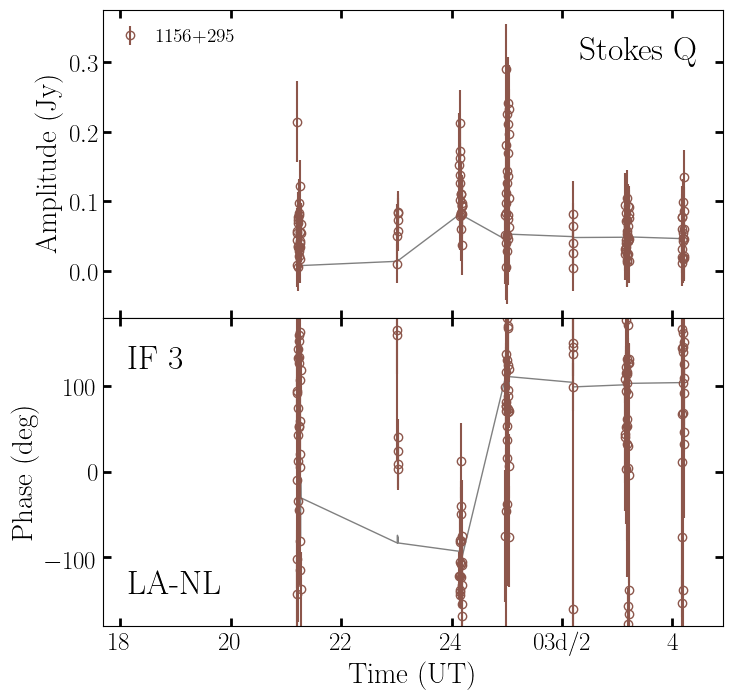 1156+295
Stokes Q
Amplitude (Jy)
0.3
0.2
0.1
0.0
IF 3
LA-NL
Phase (deg)
100
0
−100
18 20 22 24 03d/2 4
Time (UT)